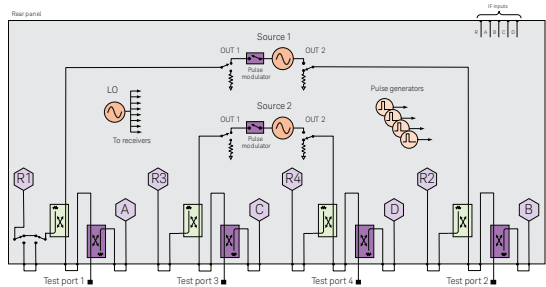 Rear panel
IF inputs
R A B C D
Source 1
OUT 1
OUT 2
Pulse
modulator
LO
To receivers
Pulse generators
Source 2
OUT 1
OUT 2
Pulse
modulator
R1
A
R3
C
R4
D
R2
B
Test port 1
Test port 3
Test port 4
Test port 2